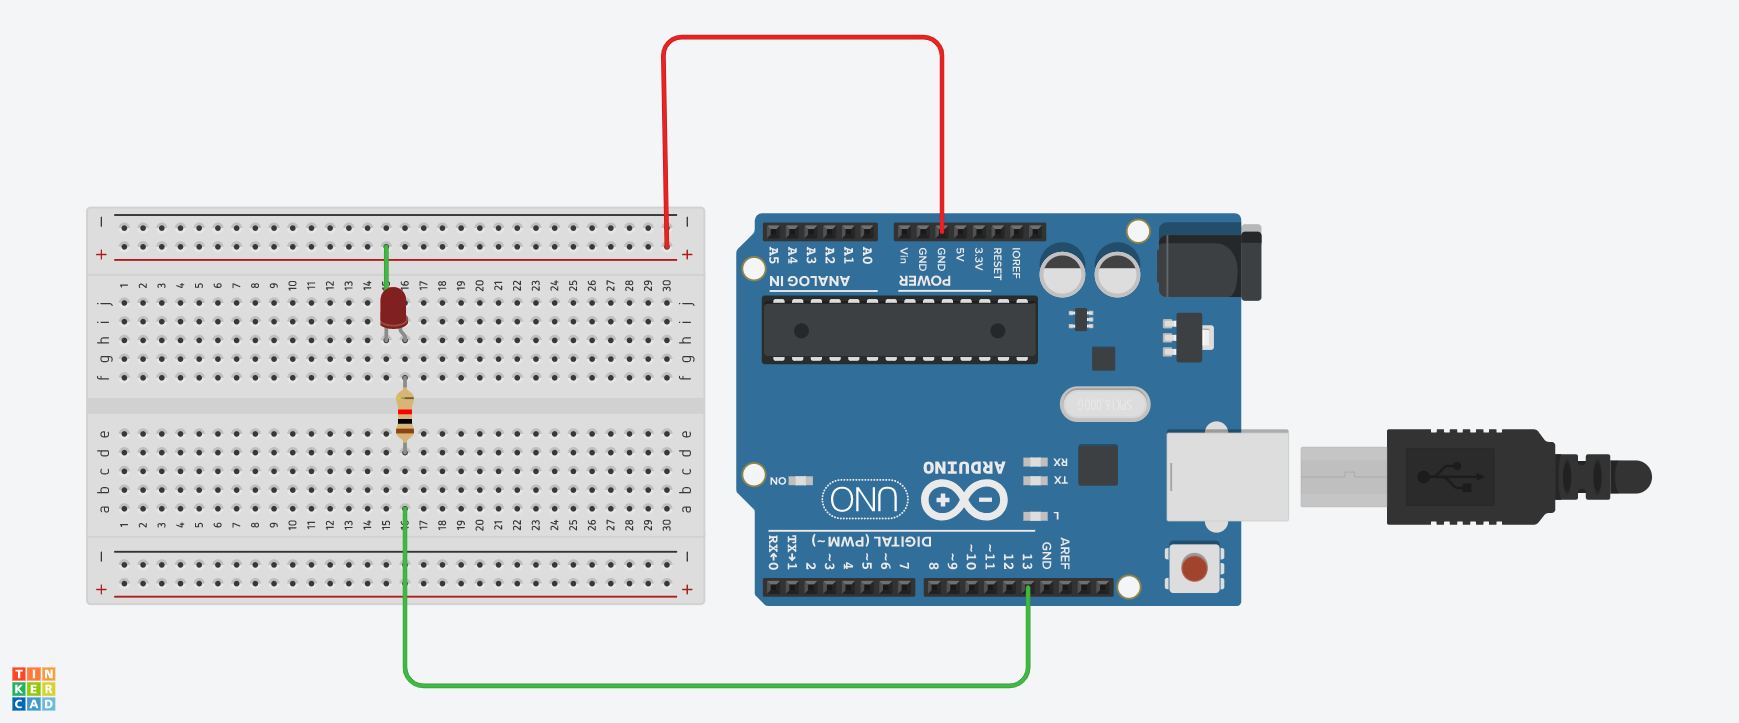 − −
+ +
1 2 3 4 5 6 7 8 9 10 11 12 13 14 15 16 17 18 19 20 21 22 23 24 25 26 27 28 29 30
j j
i i
h h
g g
f f
e e
d d
c c
b b
a a
1 2 3 4 5 6 7 8 9 10 11 12 13 14 15 16 17 18 19 20 21 22 23 24 25 26 27 28 29 30
− −
+ +
A5 A4 A3 A2 A1 A0
ANALOG IN
Vin GND GND 5V 3.3V RESET IOREF
POWER
ARDUINO
UNO
ON
RX
TX
L
DIGITAL (PWM~)
RX←0 TX→1 2 ~3 4 ~5 ~6 7 8 ~9 ~10 ~11 12 13 GND AREF
TIN
KER
CAD